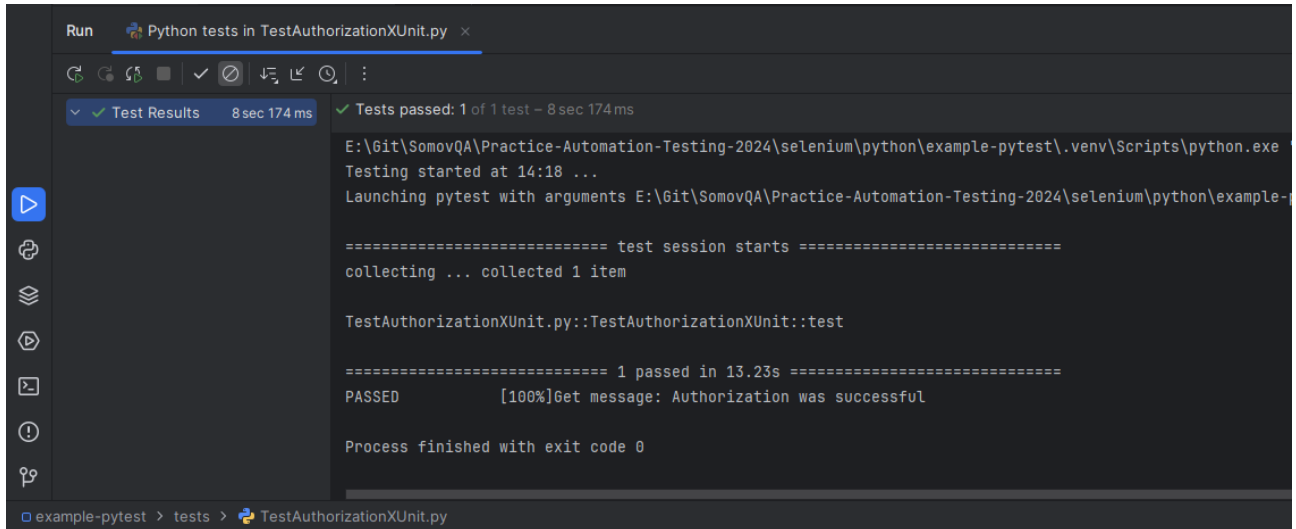 Run Python tests in TestAuthorizationXUnit.py ×
Test Results 8 sec 174 ms
Tests passed: 1 of 1 test – 8 sec 174 ms
E:\Git\SomovQA\Practice-Automation-Testing-2024\selenium\python\example-pytest\.venv\Scripts\python.exe "
Testing started at 14:18 ...
Launching pytest with arguments E:\Git\SomovQA\Practice-Automation-Testing-2024\selenium\python\example-p
============================= test session starts =============================
collecting ... collected 1 item
TestAuthorizationXUnit.py::TestAuthorizationXUnit::test
============================= 1 passed in 13.23s ==============================
PASSED [100%]Get message: Authorization was successful
Process finished with exit code 0
example-pytest > tests > TestAuthorizationXUnit.py